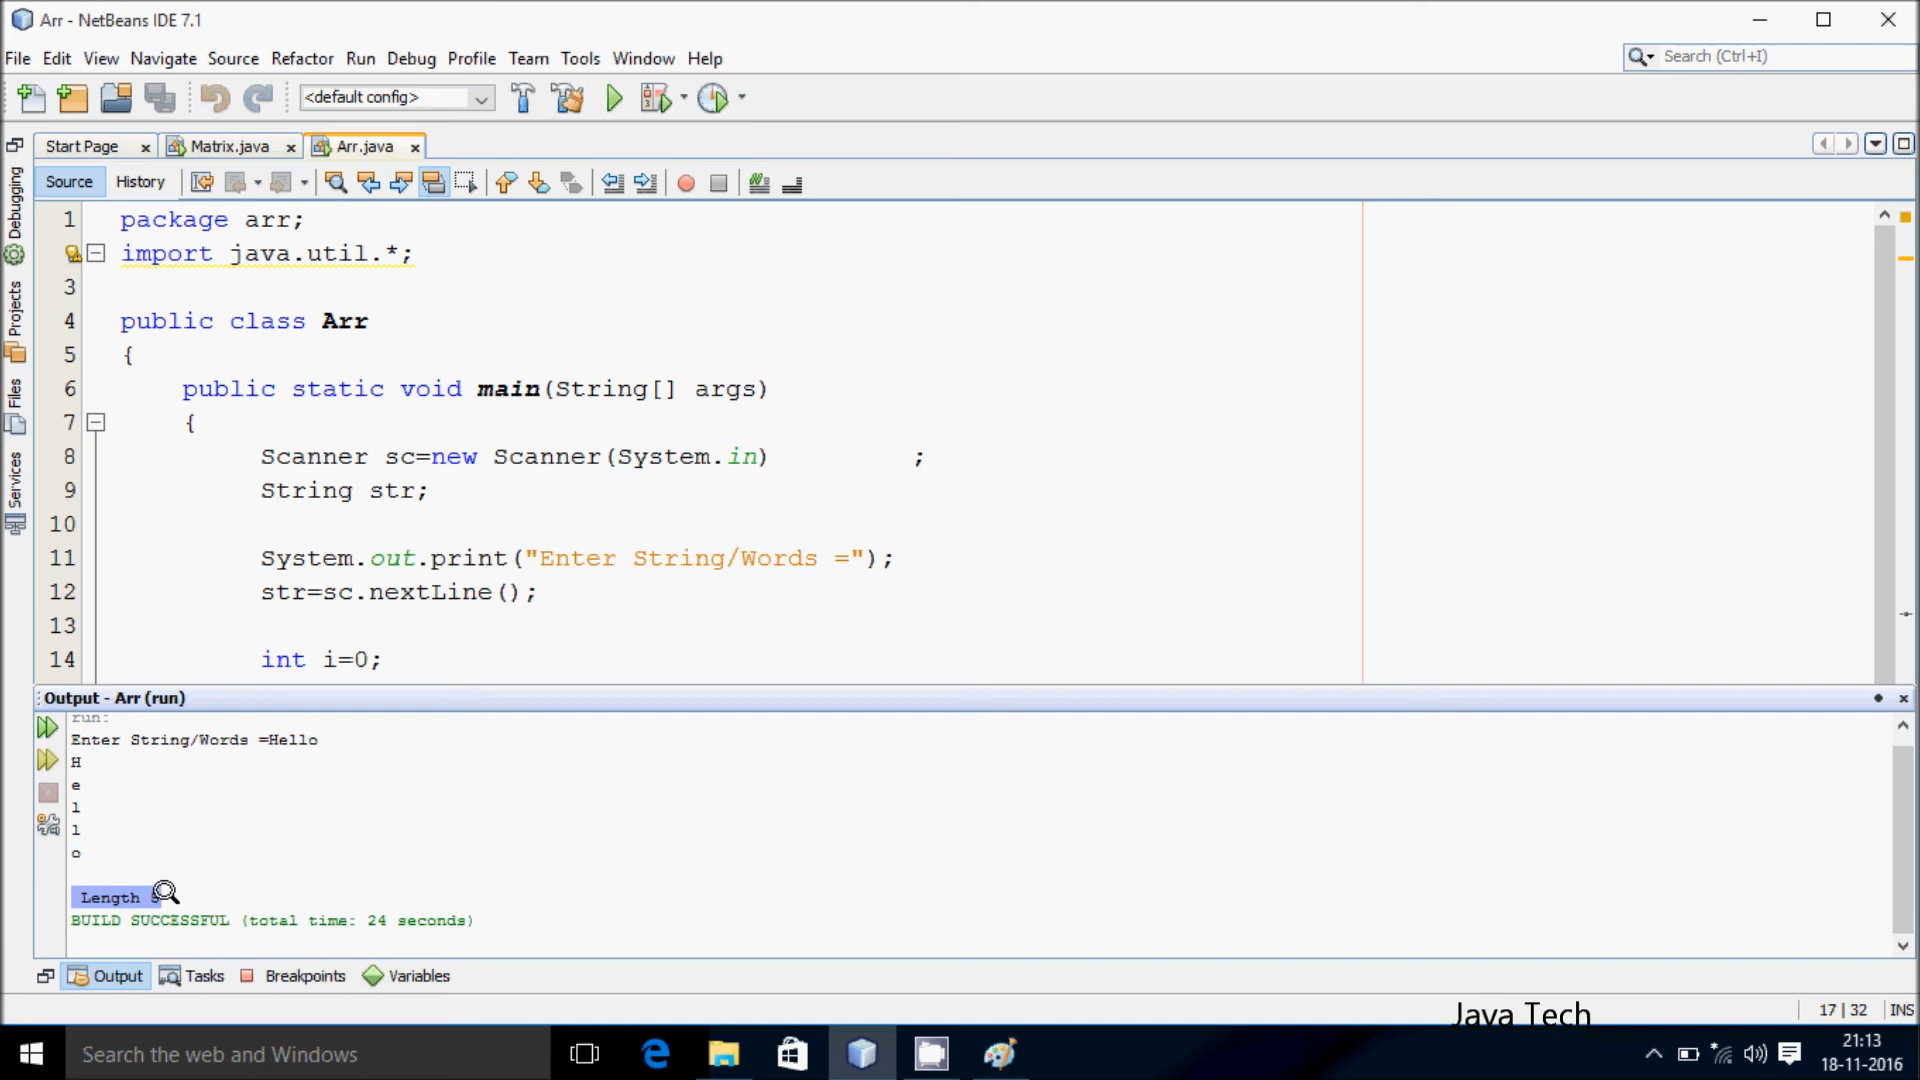 Arr - NetBeans IDE 7.1
File Edit View Navigate Source Refactor Run Debug Profile Team Tools Window Help
Search (Ctrl+I)
<default config>
Start Page
Matrix.java
Arr.java
Source History
Debugging
Projects
Files
Services
1 package arr;
import java.util.*;
3
4 public class Arr
5 {
6 public static void main(String[] args)
7 {
8 Scanner sc=new Scanner(System.in) ;
9 String str;
10
11 System.out.print("Enter String/Words =");
12 str=sc.nextLine();
13
14 int i=0;
Output - Arr (run)
run:
Enter String/Words =Hello
H
e
l
l
o
Length
BUILD SUCCESSFUL (total time: 24 seconds)
Output Tasks Breakpoints Variables
17 | 32 INS
Java Tech
Search the web and Windows
21:13
18-11-2016